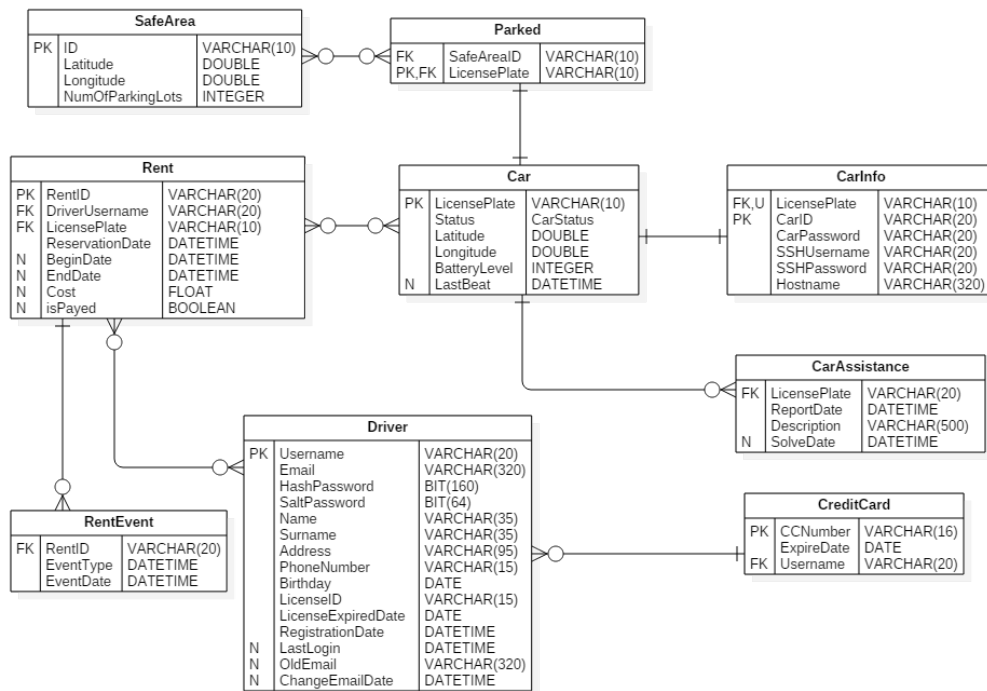 SafeArea
PK ID VARCHAR(10)
Latitude DOUBLE
Longitude DOUBLE
NumOfParkingLots INTEGER
Parked
FK SafeAreaID VARCHAR(10)
PK,FK LicensePlate VARCHAR(10)
Rent
PK RentID VARCHAR(20)
FK DriverUsername VARCHAR(20)
FK LicensePlate VARCHAR(10)
ReservationDate DATETIME
N BeginDate DATETIME
N EndDate DATETIME
N Cost FLOAT
N isPayed BOOLEAN
Car
PK LicensePlate VARCHAR(10)
Status CarStatus
Latitude DOUBLE
Longitude DOUBLE
BatteryLevel INTEGER
N LastBeat DATETIME
CarInfo
FK,U LicensePlate VARCHAR(10)
PK CarID VARCHAR(20)
CarPassword VARCHAR(20)
SSHUsername VARCHAR(20)
SSHPassword VARCHAR(20)
Hostname VARCHAR(320)
CarAssistance
FK LicensePlate VARCHAR(20)
ReportDate DATETIME
Description VARCHAR(500)
N SolveDate DATETIME
Driver
PK Username VARCHAR(20)
Email VARCHAR(320)
HashPassword BIT(160)
SaltPassword BIT(64)
Name VARCHAR(35)
Surname VARCHAR(35)
Address VARCHAR(95)
PhoneNumber VARCHAR(15)
Birthday DATE
LicenseID VARCHAR(15)
LicenseExpiredDate DATE
RegistrationDate DATETIME
N LastLogin DATETIME
N OldEmail VARCHAR(320)
N ChangeEmailDate DATETIME
RentEvent
FK RentID VARCHAR(20)
EventType DATETIME
EventDate DATETIME
CreditCard
PK CCNumber VARCHAR(16)
ExpireDate DATE
FK Username VARCHAR(20)